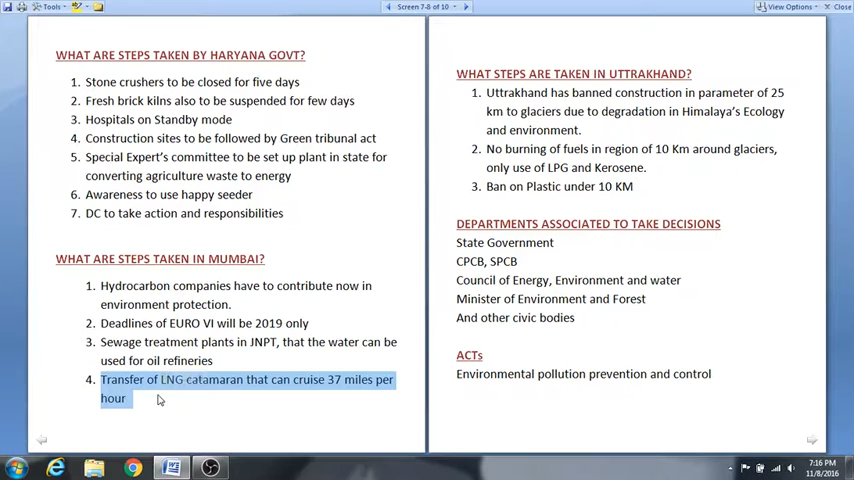 Tools
Screen 7-8 of 10
View Options
Close
WHAT ARE STEPS TAKEN BY HARYANA GOVT?
1. Stone crushers to be closed for five days
2. Fresh brick kilns also to be suspended for few days
3. Hospitals on Standby mode
4. Construction sites to be followed by Green tribunal act
5. Special Expert's committee to be set up plant in state for
converting agriculture waste to energy
6. Awareness to use happy seeder
7. DC to take action and responsibilities
WHAT ARE STEPS TAKEN IN MUMBAI?
1. Hydrocarbon companies have to contribute now in
environment protection.
2. Deadlines of EURO VI will be 2019 only
3. Sewage treatment plants in JNPT, that the water can be
used for oil refineries
4. Transfer of LNG catamaran that can cruise 37 miles per
hour
WHAT STEPS ARE TAKEN IN UTTRAKHAND?
1. Uttrakhand has banned construction in parameter of 25
km to glaciers due to degradation in Himalaya's Ecology
and environment.
2. No burning of fuels in region of 10 Km around glaciers,
only use of LPG and Kerosene.
3. Ban on Plastic under 10 KM
DEPARTMENTS ASSOCIATED TO TAKE DECISIONS
State Government
CPCB, SPCB
Council of Energy, Environment and water
Minister of Environment and Forest
And other civic bodies
ACTs
Environmental pollution prevention and control
7:16 PM
11/8/2016